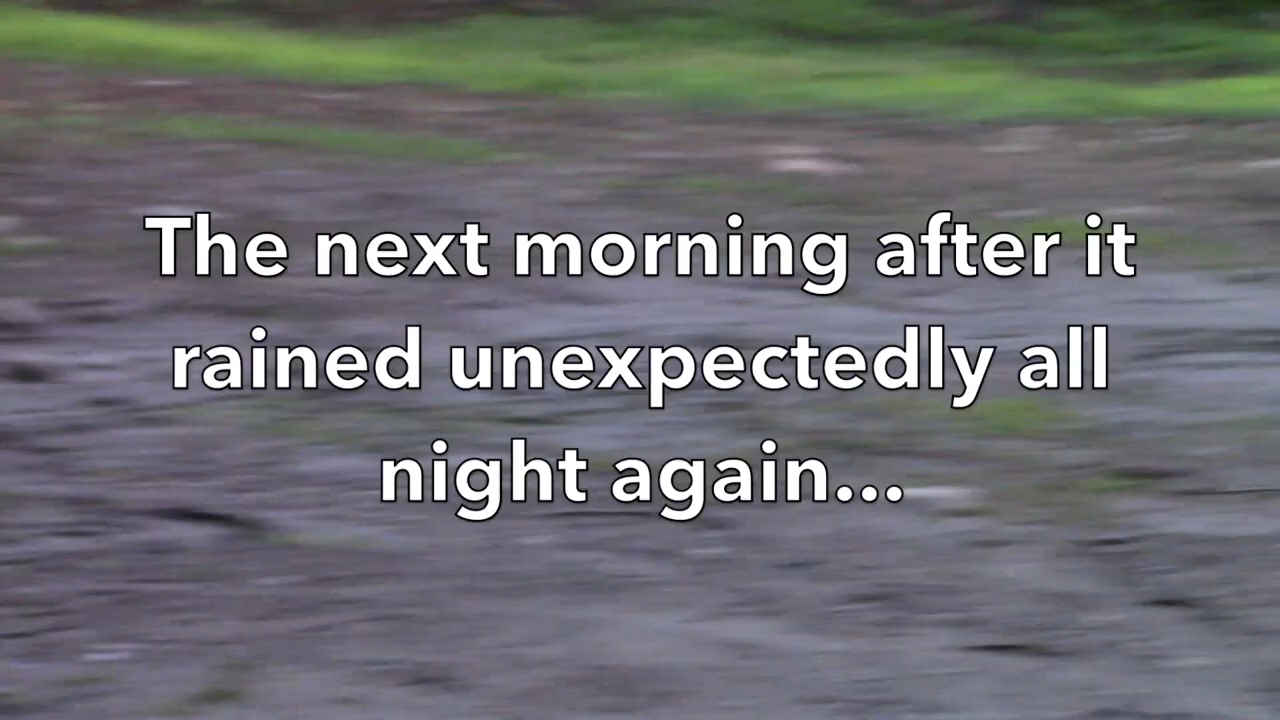 The next morning after it
rained unexpectedly all
night again...